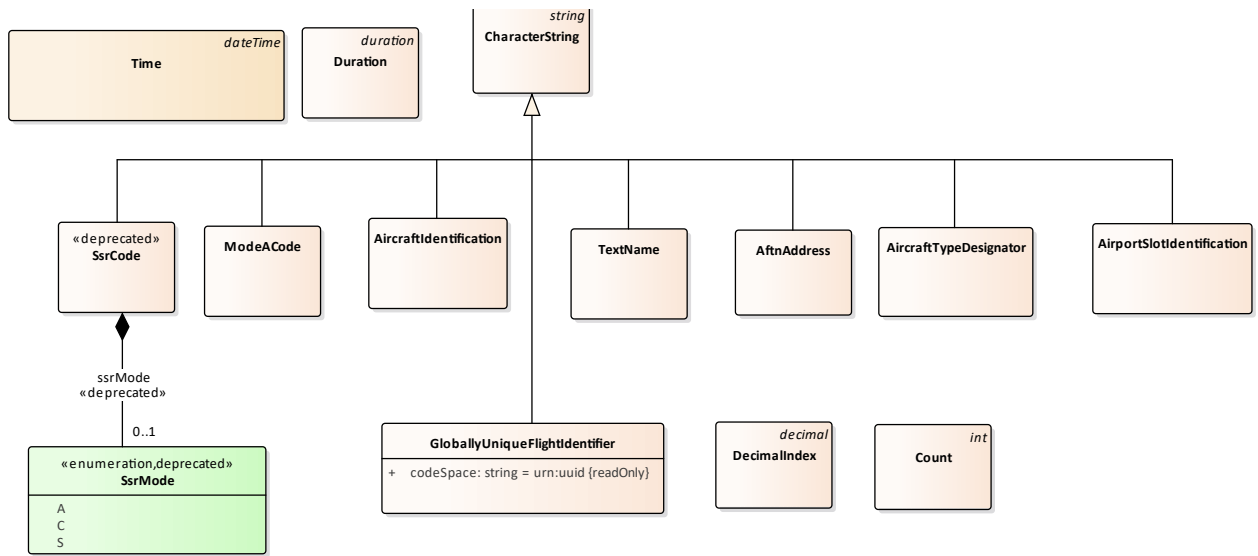 dateTime
Time
duration
Duration
string
CharacterString
«deprecated»
SsrCode
ModeACode
AircraftIdentification
TextName
AftnAddress
AircraftTypeDesignator
AirportSlotIdentification
ssrMode
«deprecated»
0..1
«enumeration,deprecated»
SsrMode
A
C
S
GloballyUniqueFlightIdentifier
+ codeSpace: string = urn:uuid {readOnly}
decimal
DecimalIndex
int
Count